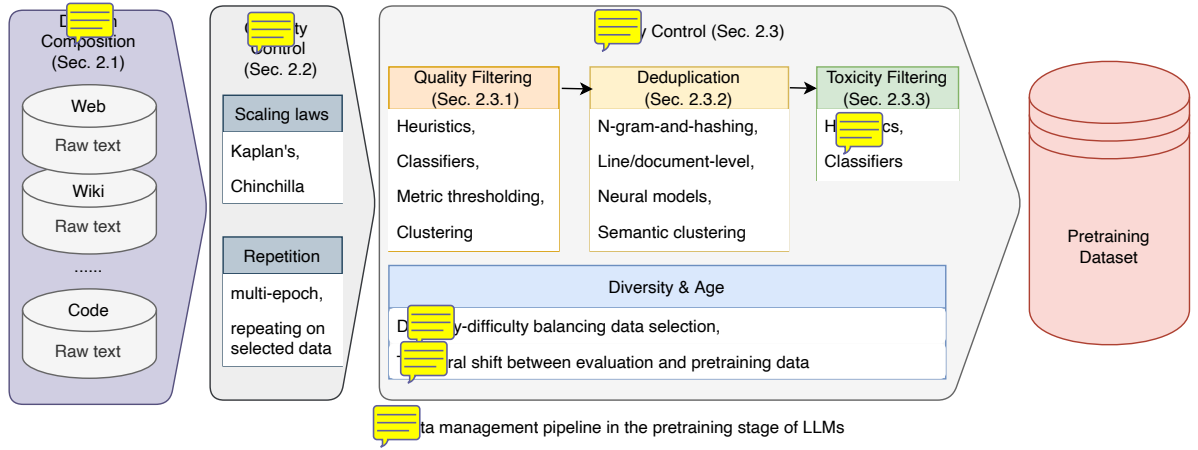 Composition
(Sec. 2.1)
Web
Raw text
Wiki
Raw text
......
Code
Raw text
Control
(Sec. 2.2)
Scaling laws
Kaplan's,
Chinchilla
Repetition
multi-epoch,
repeating on
selected data
Control (Sec. 2.3)
Quality Filtering
(Sec. 2.3.1)
Heuristics,
Classifiers,
Metric thresholding,
Clustering
Deduplication
(Sec. 2.3.2)
N-gram-and-hashing,
Line/document-level,
Neural models,
Semantic clustering
Toxicity Filtering
(Sec. 2.3.3)
Classifiers
Diversity & Age
-difficulty balancing data selection,
shift between evaluation and pretraining data
Pretraining
Dataset
management pipeline in the pretraining stage of LLMs